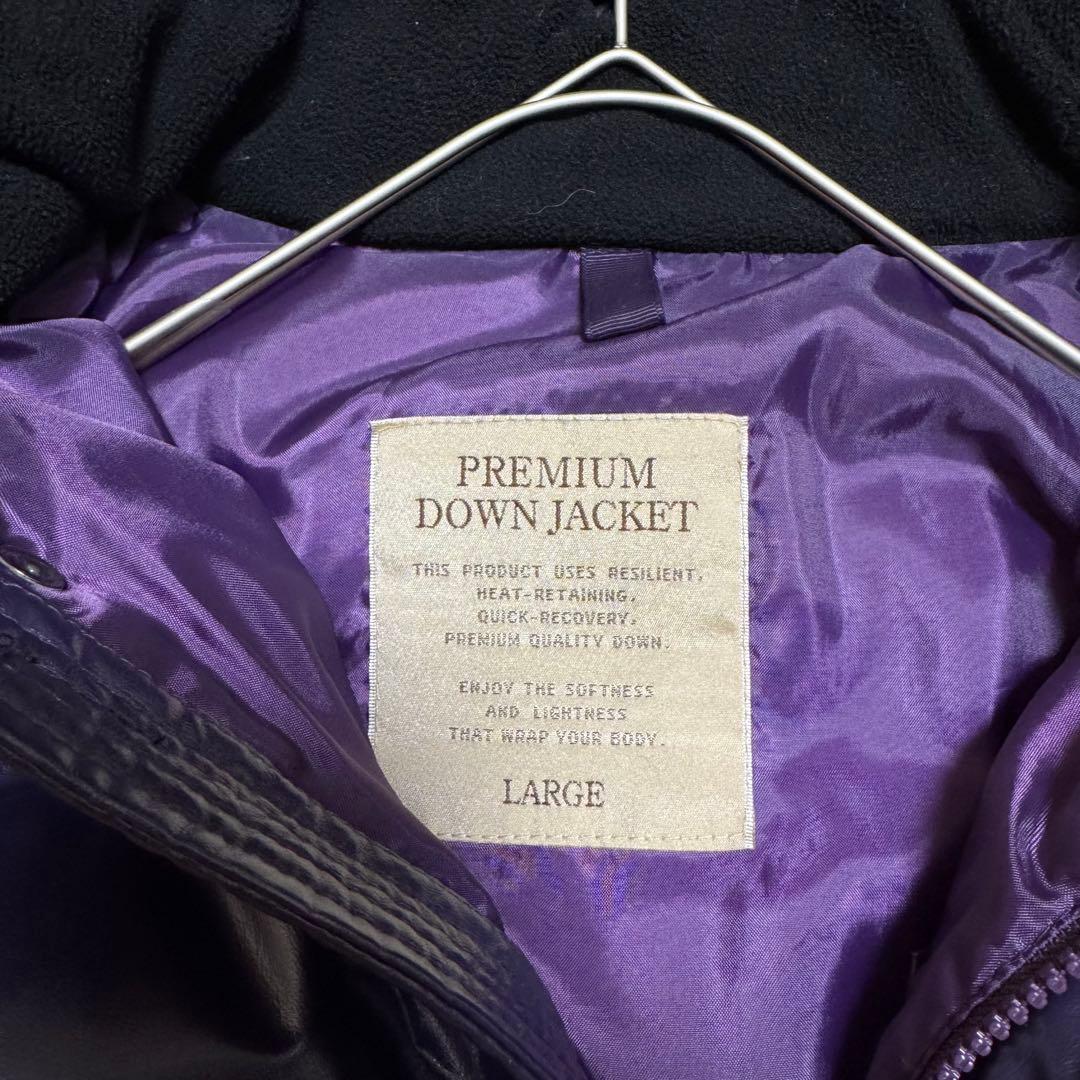 PREMIUM
DOWN JACKET
THIS PRODUCT USES RESILIENT,
HEAT-RETAINING,
QUICK-RECOVERY,
PREMIUM QUALITY DOWN.
ENJOY THE SOFTNESS
AND LIGHTNESS
THAT WRAP YOUR BODY.
LARGE